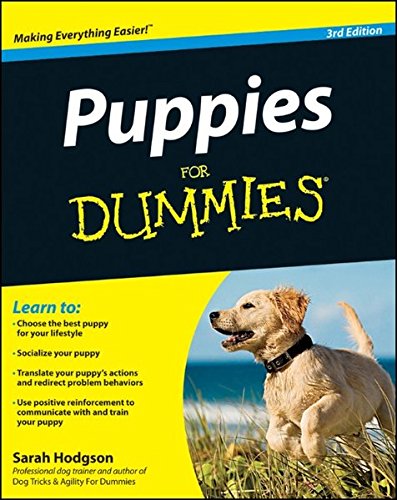 Making Everything Easier!™
3rd Edition
Puppies
FOR
DUMMIES®
Learn to:
• Choose the best puppy
for your lifestyle
• Socialize your puppy
• Translate your puppy's actions
and redirect problem behaviors
• Use positive reinforcement to
communicate with and train
your puppy
Sarah Hodgson
Professional dog trainer and author of
Dog Tricks & Agility For Dummies